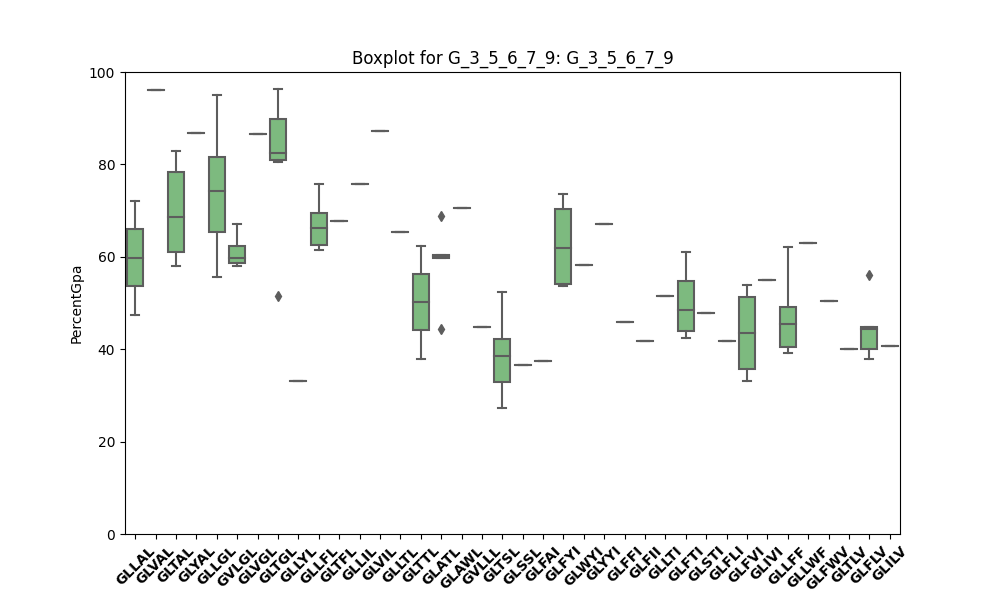 Boxplot for G_3_5_6_7_9: G_3_5_6_7_9
PercentGpa
100
80
60
40
20
0
GLLAL GLVAL GLTAL GLYAL GLLGL GVLGL GLVGL GLTGL GLLYL GLLFL GLTFL GLLIL GLVIL GLLTL GLTTL GLATL GLAWL GVLLL GLTSL GLSSL GLFAI GLFYI GLWYI GLYYI GLFFI GLFII GLLTI GLFTI GLSTI GLFLI GLFVI GLIVI GLLFF GLLWF GLFWV GLTLV GLFLV GLILV